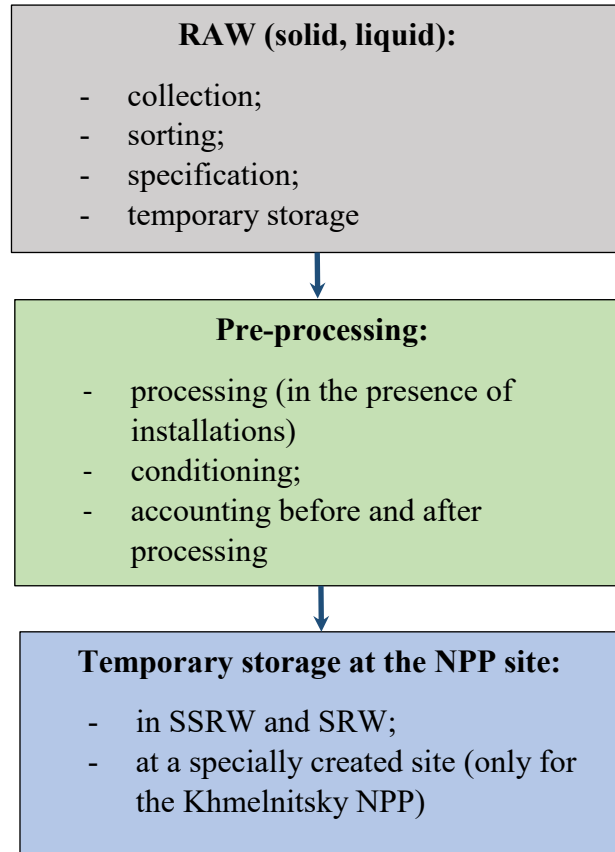 RAW (solid, liquid):
- collection;
- sorting;
- specification;
- temporary storage
Pre-processing:
- processing (in the presence of
installations)
- conditioning;
- accounting before and after
processing
Temporary storage at the NPP site:
- in SSRW and SRW;
- at a specially created site (only for
the Khmelnitsky NPP)